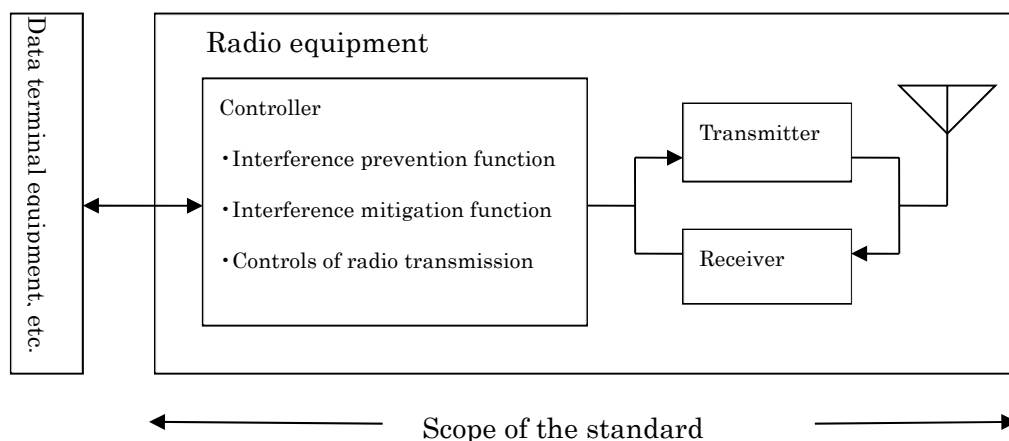 Data terminal equipment, etc.
Radio equipment
Controller
・Interference prevention function
・Interference mitigation function
・Controls of radio transmission
Transmitter
Receiver
Scope of the standard